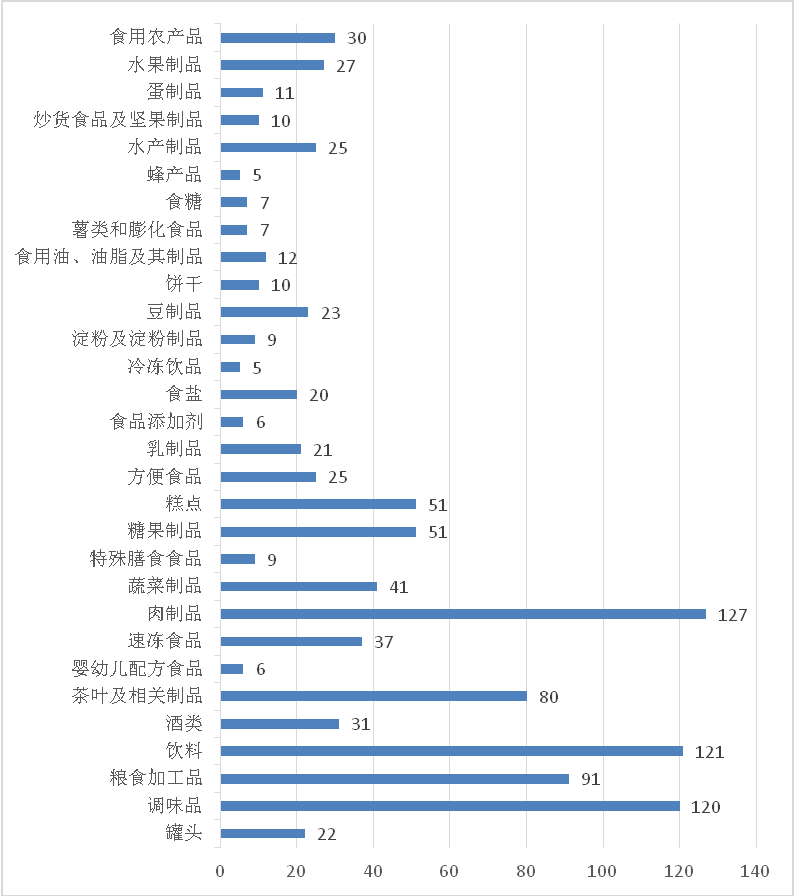 食用农产品 30
水果制品 27
蛋制品 11
炒货食品及坚果制品 10
水产制品 25
蜂产品 5
食糖 7
薯类和膨化食品 7
食用油、油脂及其制品 12
饼干 10
豆制品 23
淀粉及淀粉制品 9
冷冻饮品 5
食盐 20
食品添加剂 6
乳制品 21
方便食品 25
糕点 51
糖果制品 51
特殊膳食食品 9
蔬菜制品 41
肉制品 127
速冻食品 37
婴幼儿配方食品 6
茶叶及相关制品 80
酒类 31
饮料 121
粮食加工品 91
调味品 120
罐头 22
0 20 40 60 80 100 120 140